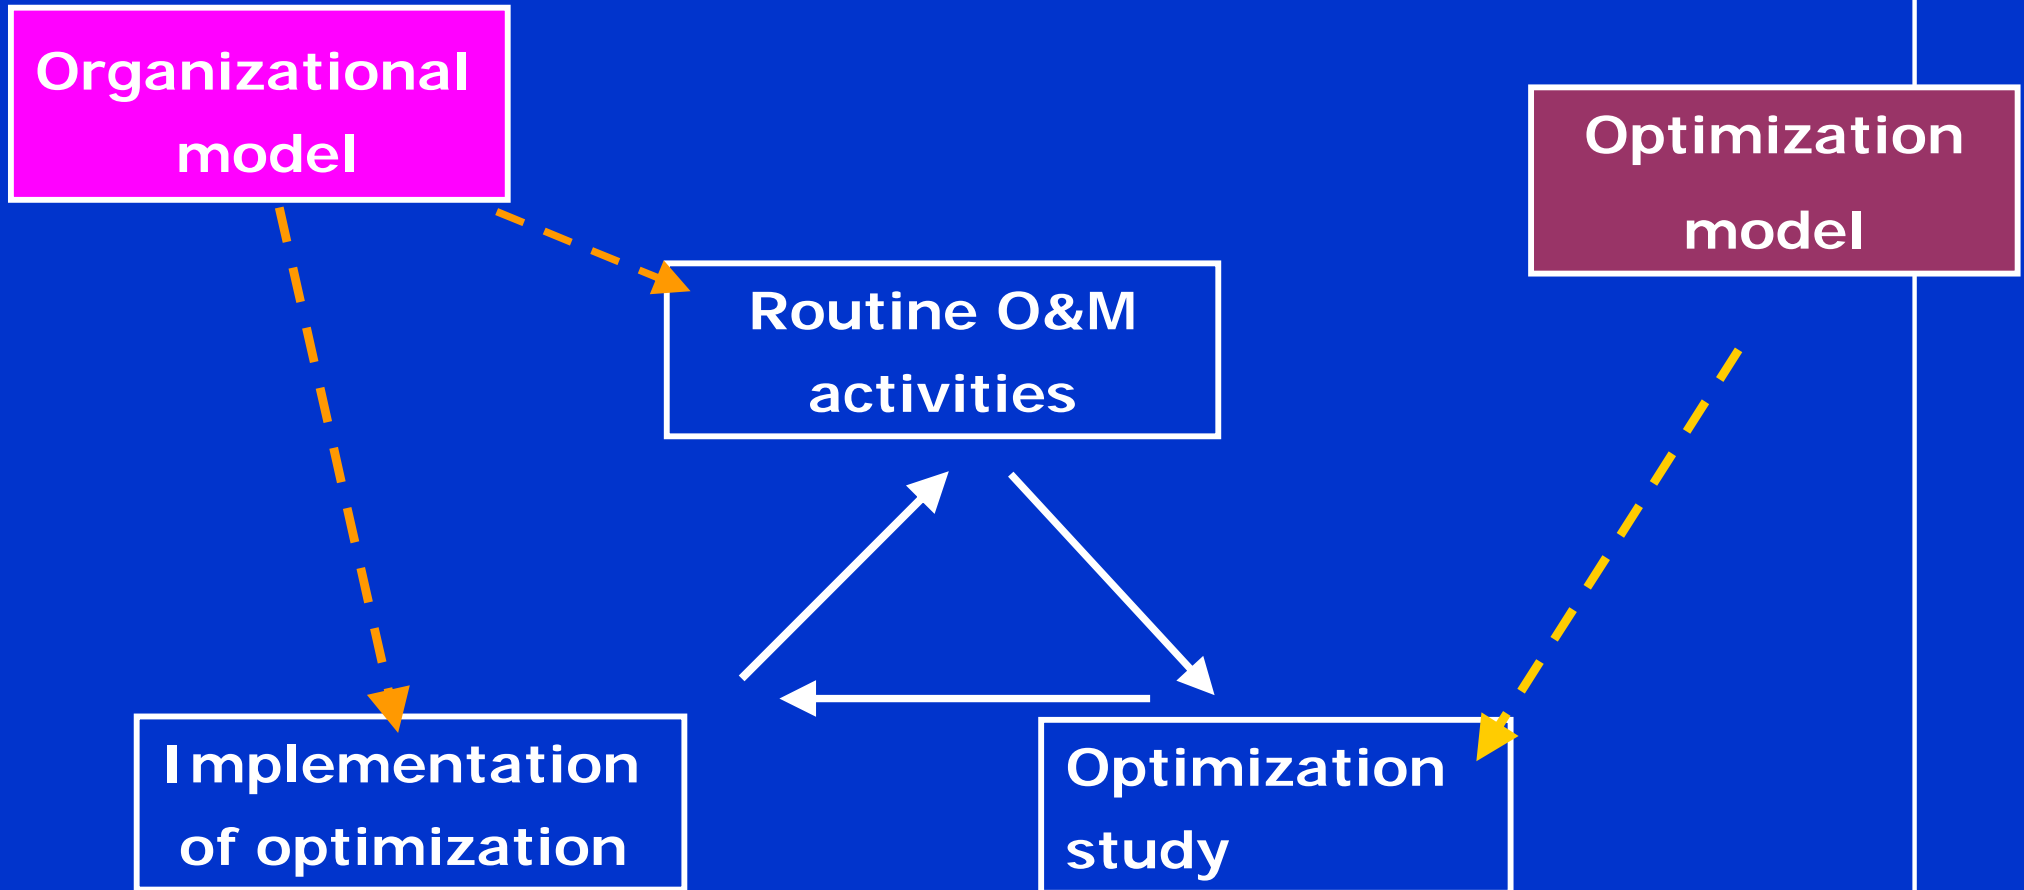 Organizational
model
Optimization
model
Routine O&M
activities
Implementation
of optimization
Optimization
study